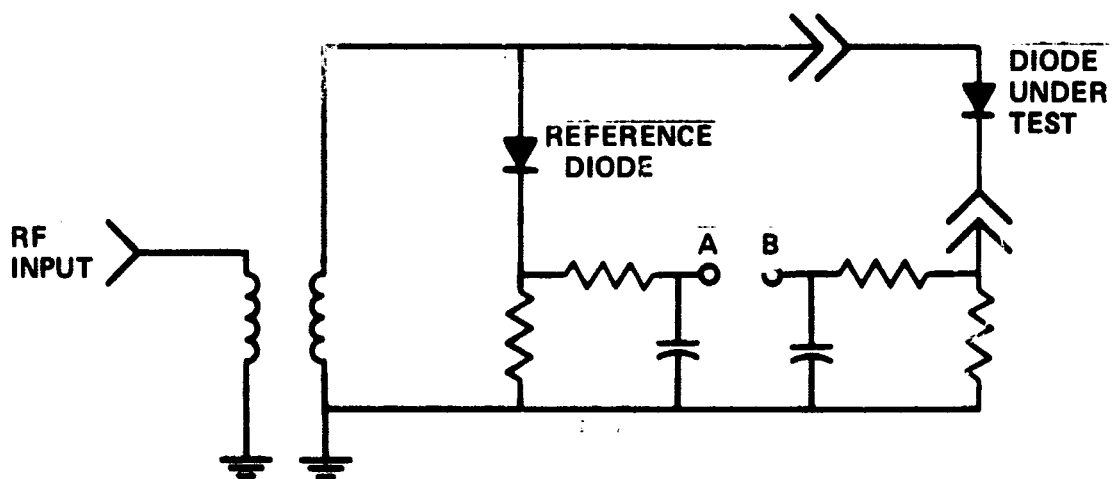 DIODE
UNDER
TEST
REFERENCE
DIODE
RF
INPUT
A
B